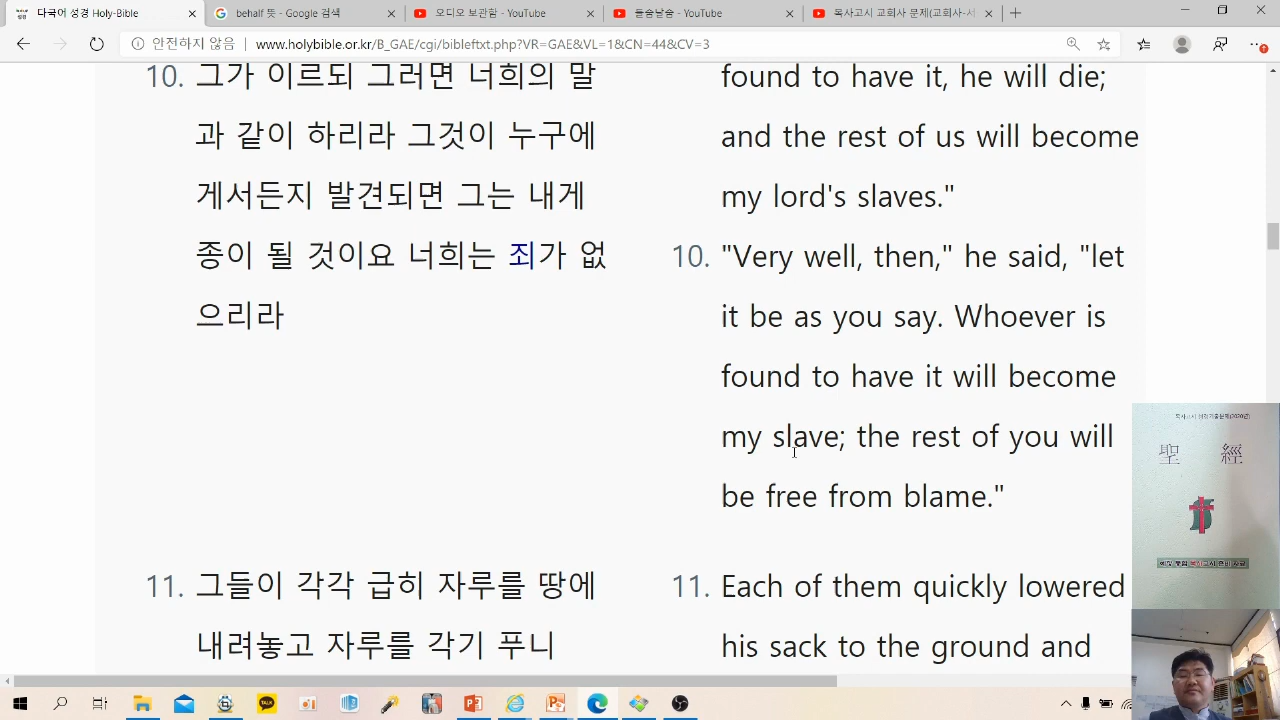 다국어 성경 Holy-Bible
behalf 뜻 - Google 검색
오디오 보관함 - YouTube
들숨날숨 - YouTube
목사고시 교회사 문제(교회사-서
안전하지 않음
www.holybible.or.kr/B_GAE/cgi/bibleftxt.php?VR=GAE&VL=1&CN=44&CV=3
10. 그가 이르되 그러면 너희의 말
과 같이 하리라 그것이 누구에
게서든지 발견되면 그는 내게
종이 될 것이요 너희는 죄가 없
으리라
found to have it, he will die;
and the rest of us will become
my lord's slaves."
10. "Very well, then," he said, "let
it be as you say. Whoever is
found to have it will become
my slave; the rest of you will
be free from blame."
11. 그들이 각각 급히 자루를 땅에
내려놓고 자루를 각기 푸니
11. Each of them quickly lowered
his sack to the ground and
聖 經
TALK